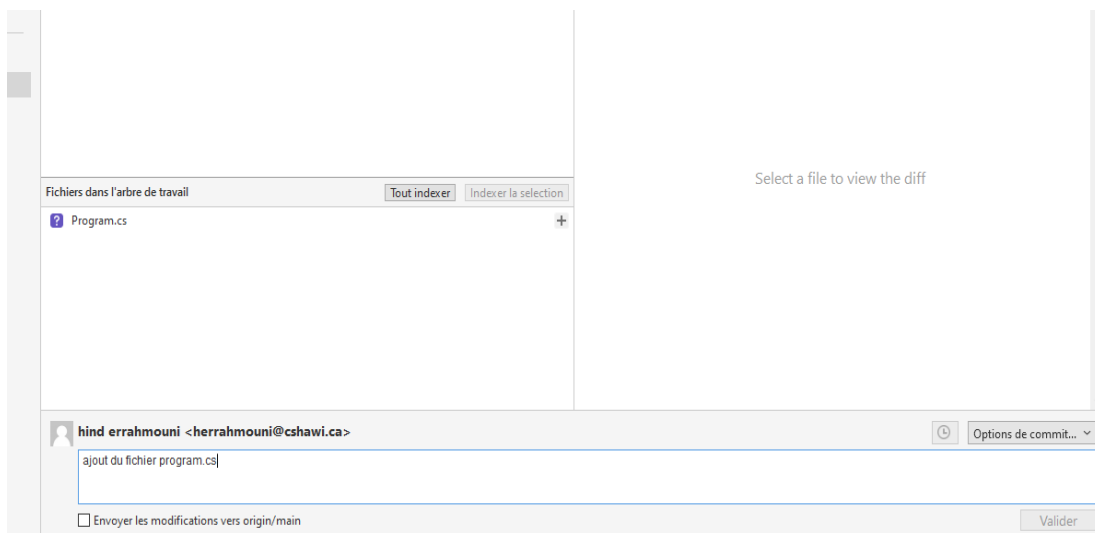 Fichiers dans l'arbre de travail
Tout indexer
Indexer la selection
? Program.cs +
Select a file to view the diff
hind errahmouni <herrahmouni@cshawi.ca>
Options de commit...
ajout du fichier program.cs
Envoyer les modifications vers origin/main
Valider